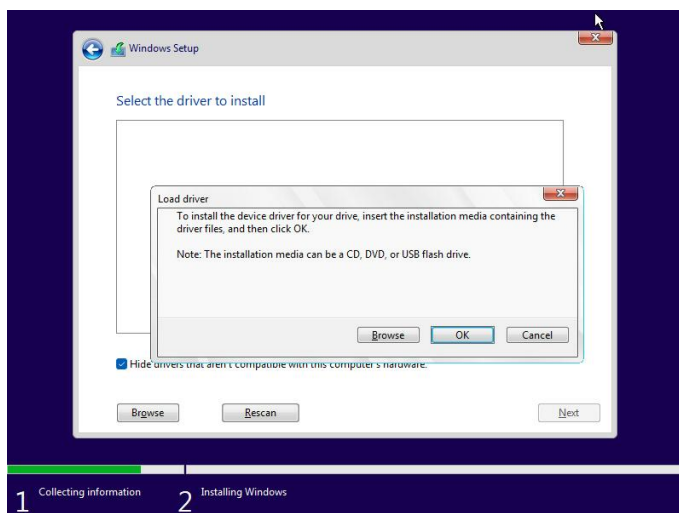 Windows Setup
Select the driver to install
Load driver
To install the device driver for your drive, insert the installation media containing the
driver files, and then click OK.
Note: The installation media can be a CD, DVD, or USB flash drive.
Browse OK Cancel
Hide drivers that aren't compatible with this computer's hardware.
Browse Rescan Next
1 Collecting information 2 Installing Windows